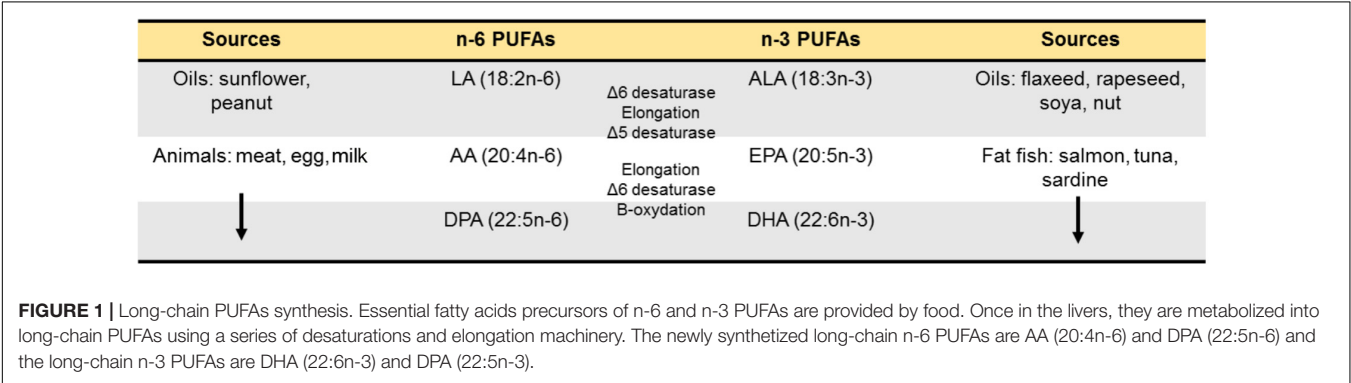 Sources n-6 PUFAs n-3 PUFAs Sources
Oils: sunflower, peanut
LA (18:2n-6)
Δ6 desaturase
Elongation
Δ5 desaturase
ALA (18:3n-3)
Oils: flaxeed, rapeseed, soya, nut
Animals: meat, egg, milk
AA (20:4n-6)
Elongation
Δ6 desaturase
B-oxydation
EPA (20:5n-3)
Fat fish: salmon, tuna, sardine
DPA (22:5n-6)
DHA (22:6n-3)
FIGURE 1 | Long-chain PUFAs synthesis. Essential fatty acids precursors of n-6 and n-3 PUFAs are provided by food. Once in the livers, they are metabolized into
long-chain PUFAs using a series of desaturations and elongation machinery. The newly synthetized long-chain n-6 PUFAs are AA (20:4n-6) and DPA (22:5n-6) and
the long-chain n-3 PUFAs are DHA (22:6n-3) and DPA (22:5n-3).